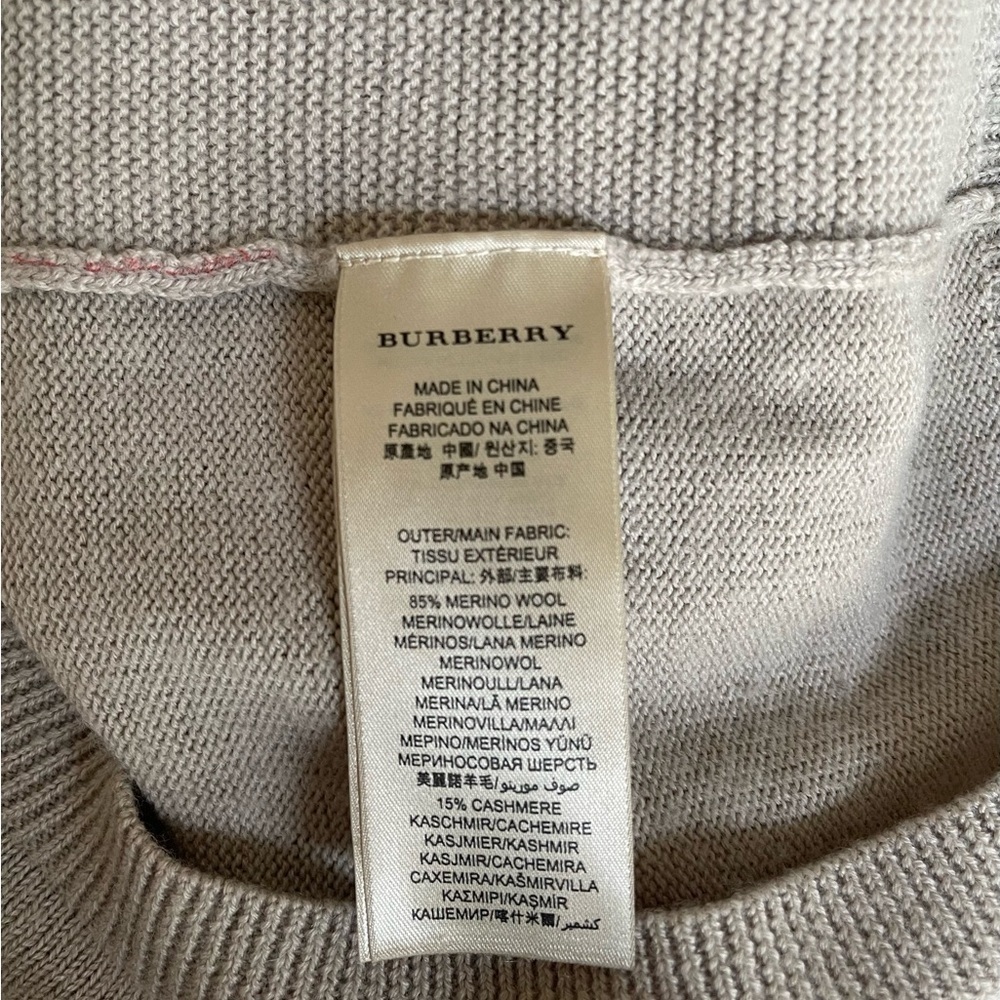 BURBERRY
MADE IN CHINA
FABRIQUÉ EN CHINE
FABRICADO NA CHINA
原產地 中國/ 원산지: 중국
原产地 中国
OUTER/MAIN FABRIC:
TISSU EXTÉRIEUR
PRINCIPAL: 外部/主要布料:
85% MERINO WOOL
MERINOWOLLE/LAINE
MÉRINOS/LANA MERINO
MERINOWOL
MERINOULL/LANA
MERINA/LÃ MERINO
MERINOVILLA/ΜΑΛΛΙ
ΜΕΡΙΝΟ/MERİNOS YÜNÜ
МЕРИНОСОВАЯ ШЕРСТЬ
美麗諾羊毛/صوف مورينو
15% CASHMERE
KASCHMIR/CACHEMIRE
KASJMIER/KASHMIR
KASJMIR/CACHEMIRA
CAXEMIRA/KAŠMIRVILLA
ΚΑΣΜΙΡΙ/KAŞMİR
КАШЕМИР/喀什米爾/كشمير